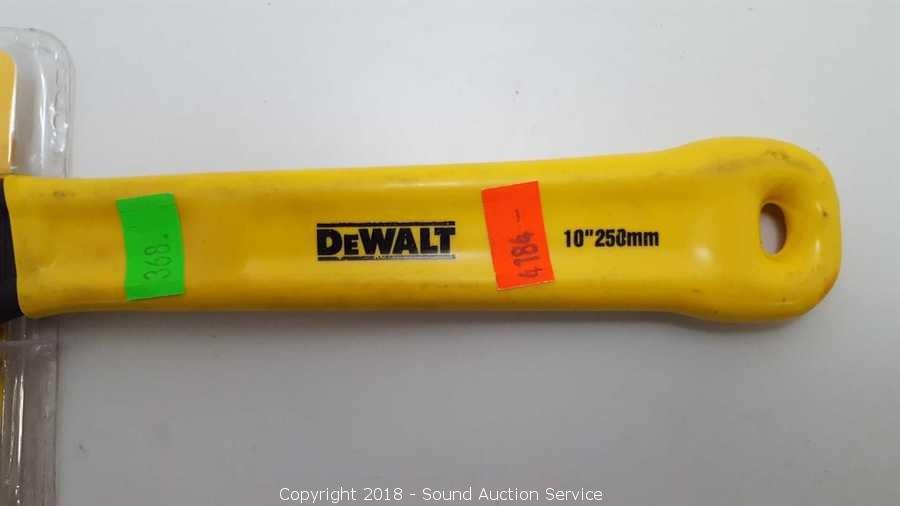 368.
DEWALT
4184-
10" 250mm
Copyright 2018 - Sound Auction Service